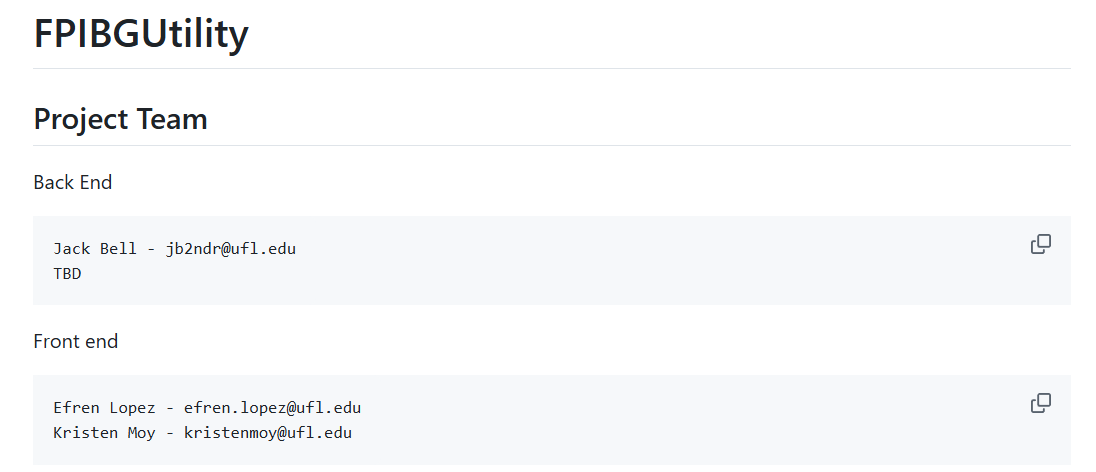 FPIBGUtility
Project Team
Back End
Jack Bell - jb2ndr@ufl.edu
TBD
Front end
Efren Lopez - efren.lopez@ufl.edu
Kristen Moy - kristenmoy@ufl.edu